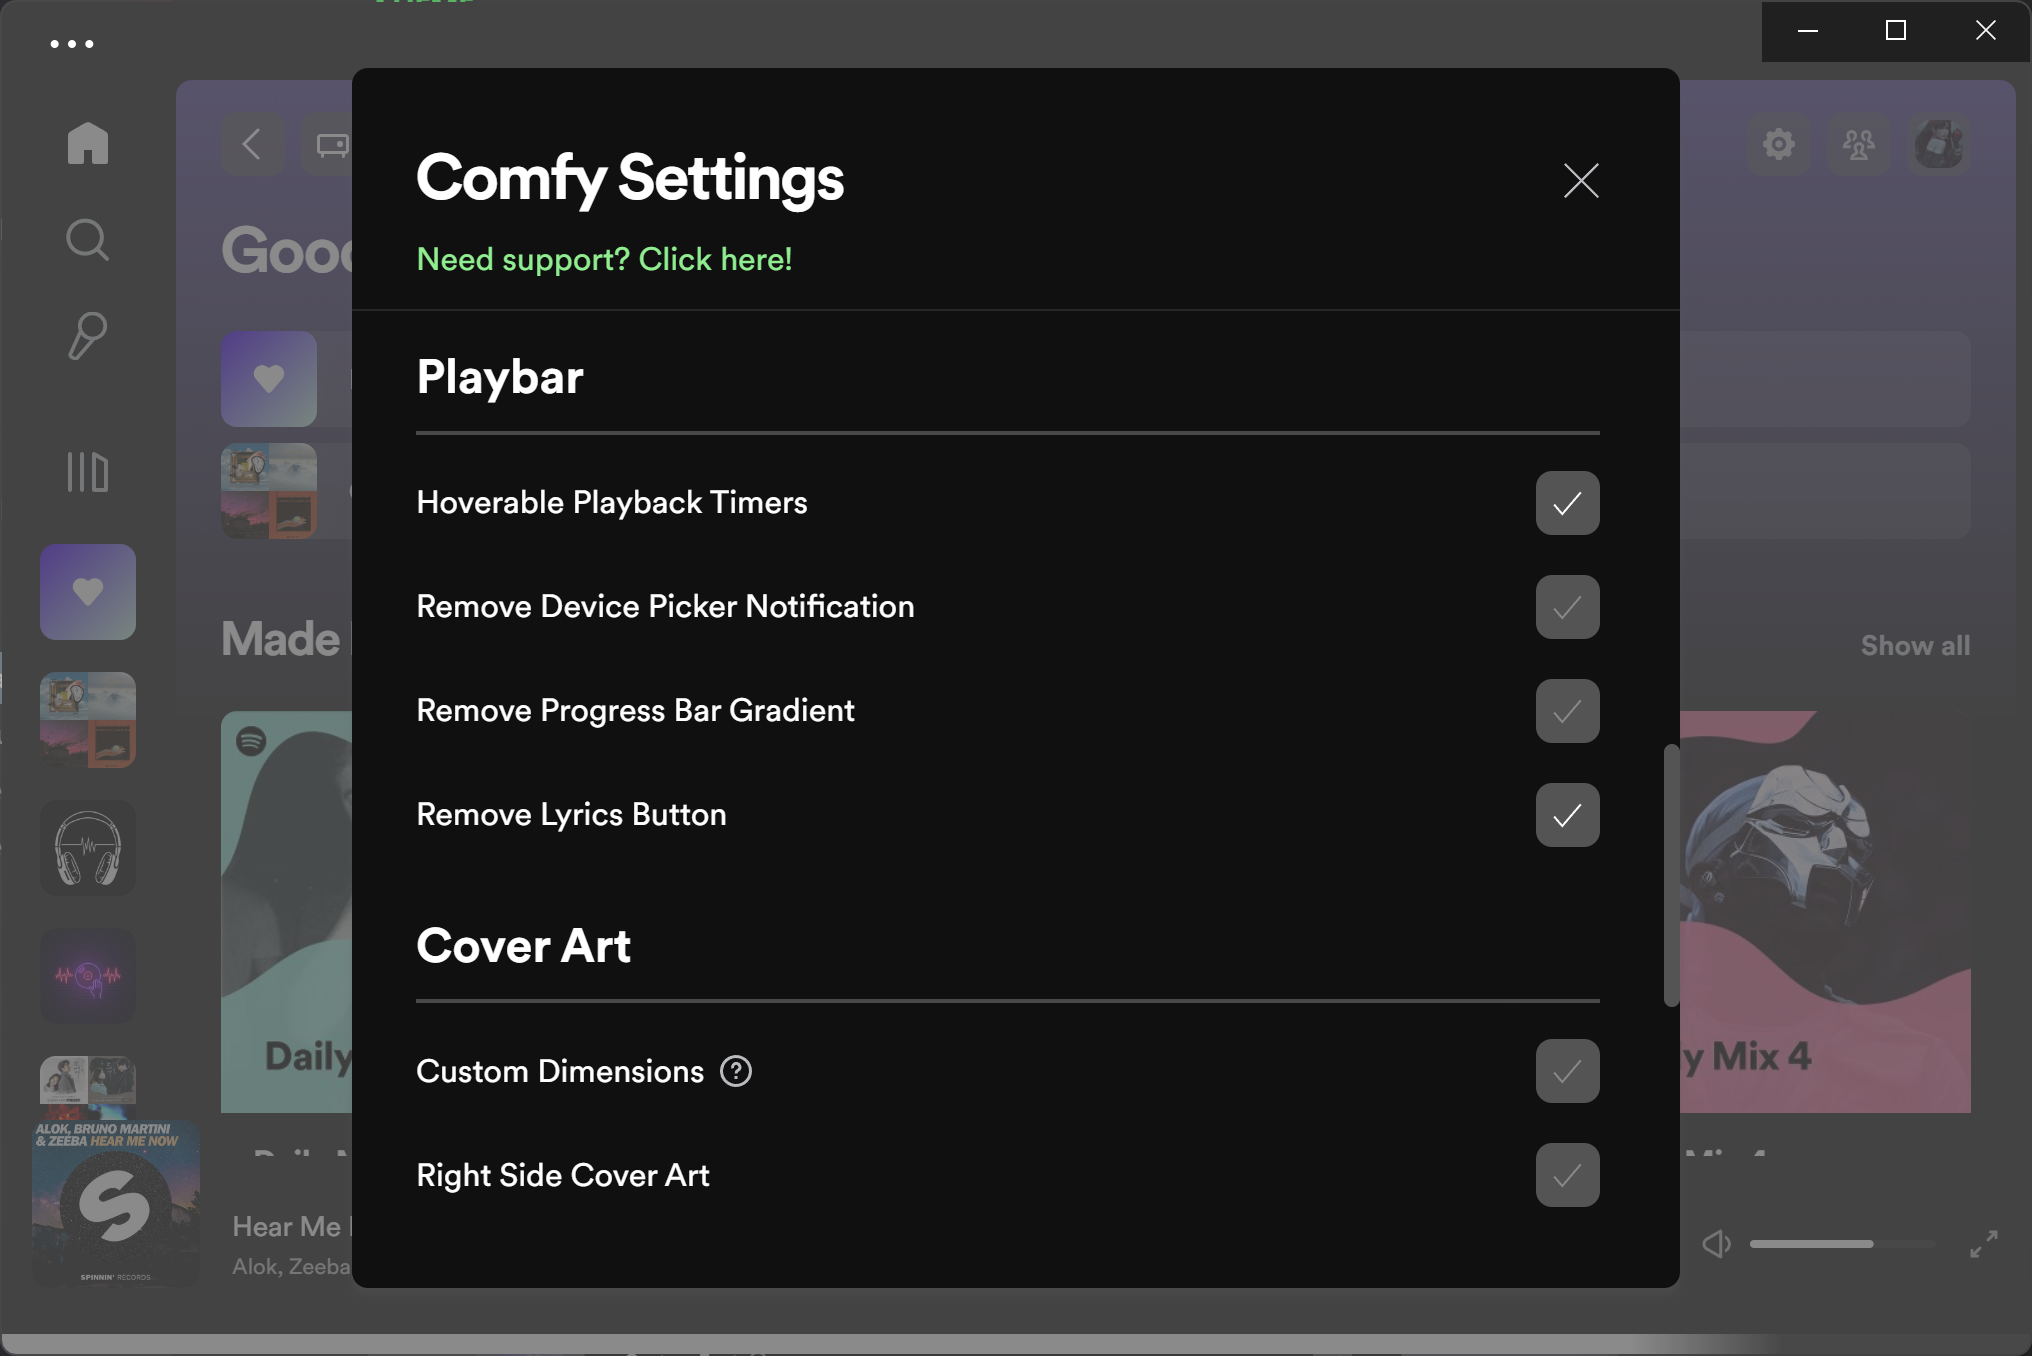 Comfy Settings
Need support? Click here!
Good
Playbar
Hoverable Playback Timers
Remove Device Picker Notification
Made
Show all
Remove Progress Bar Gradient
Remove Lyrics Button
Cover Art
Daily
y Mix 4
Custom Dimensions ?
ALOK, BRUNO MARTINI
& ZEEBA HEAR ME NOW
Right Side Cover Art
Hear Me
Alok, Zeeba
SPINNIN' RECORDS